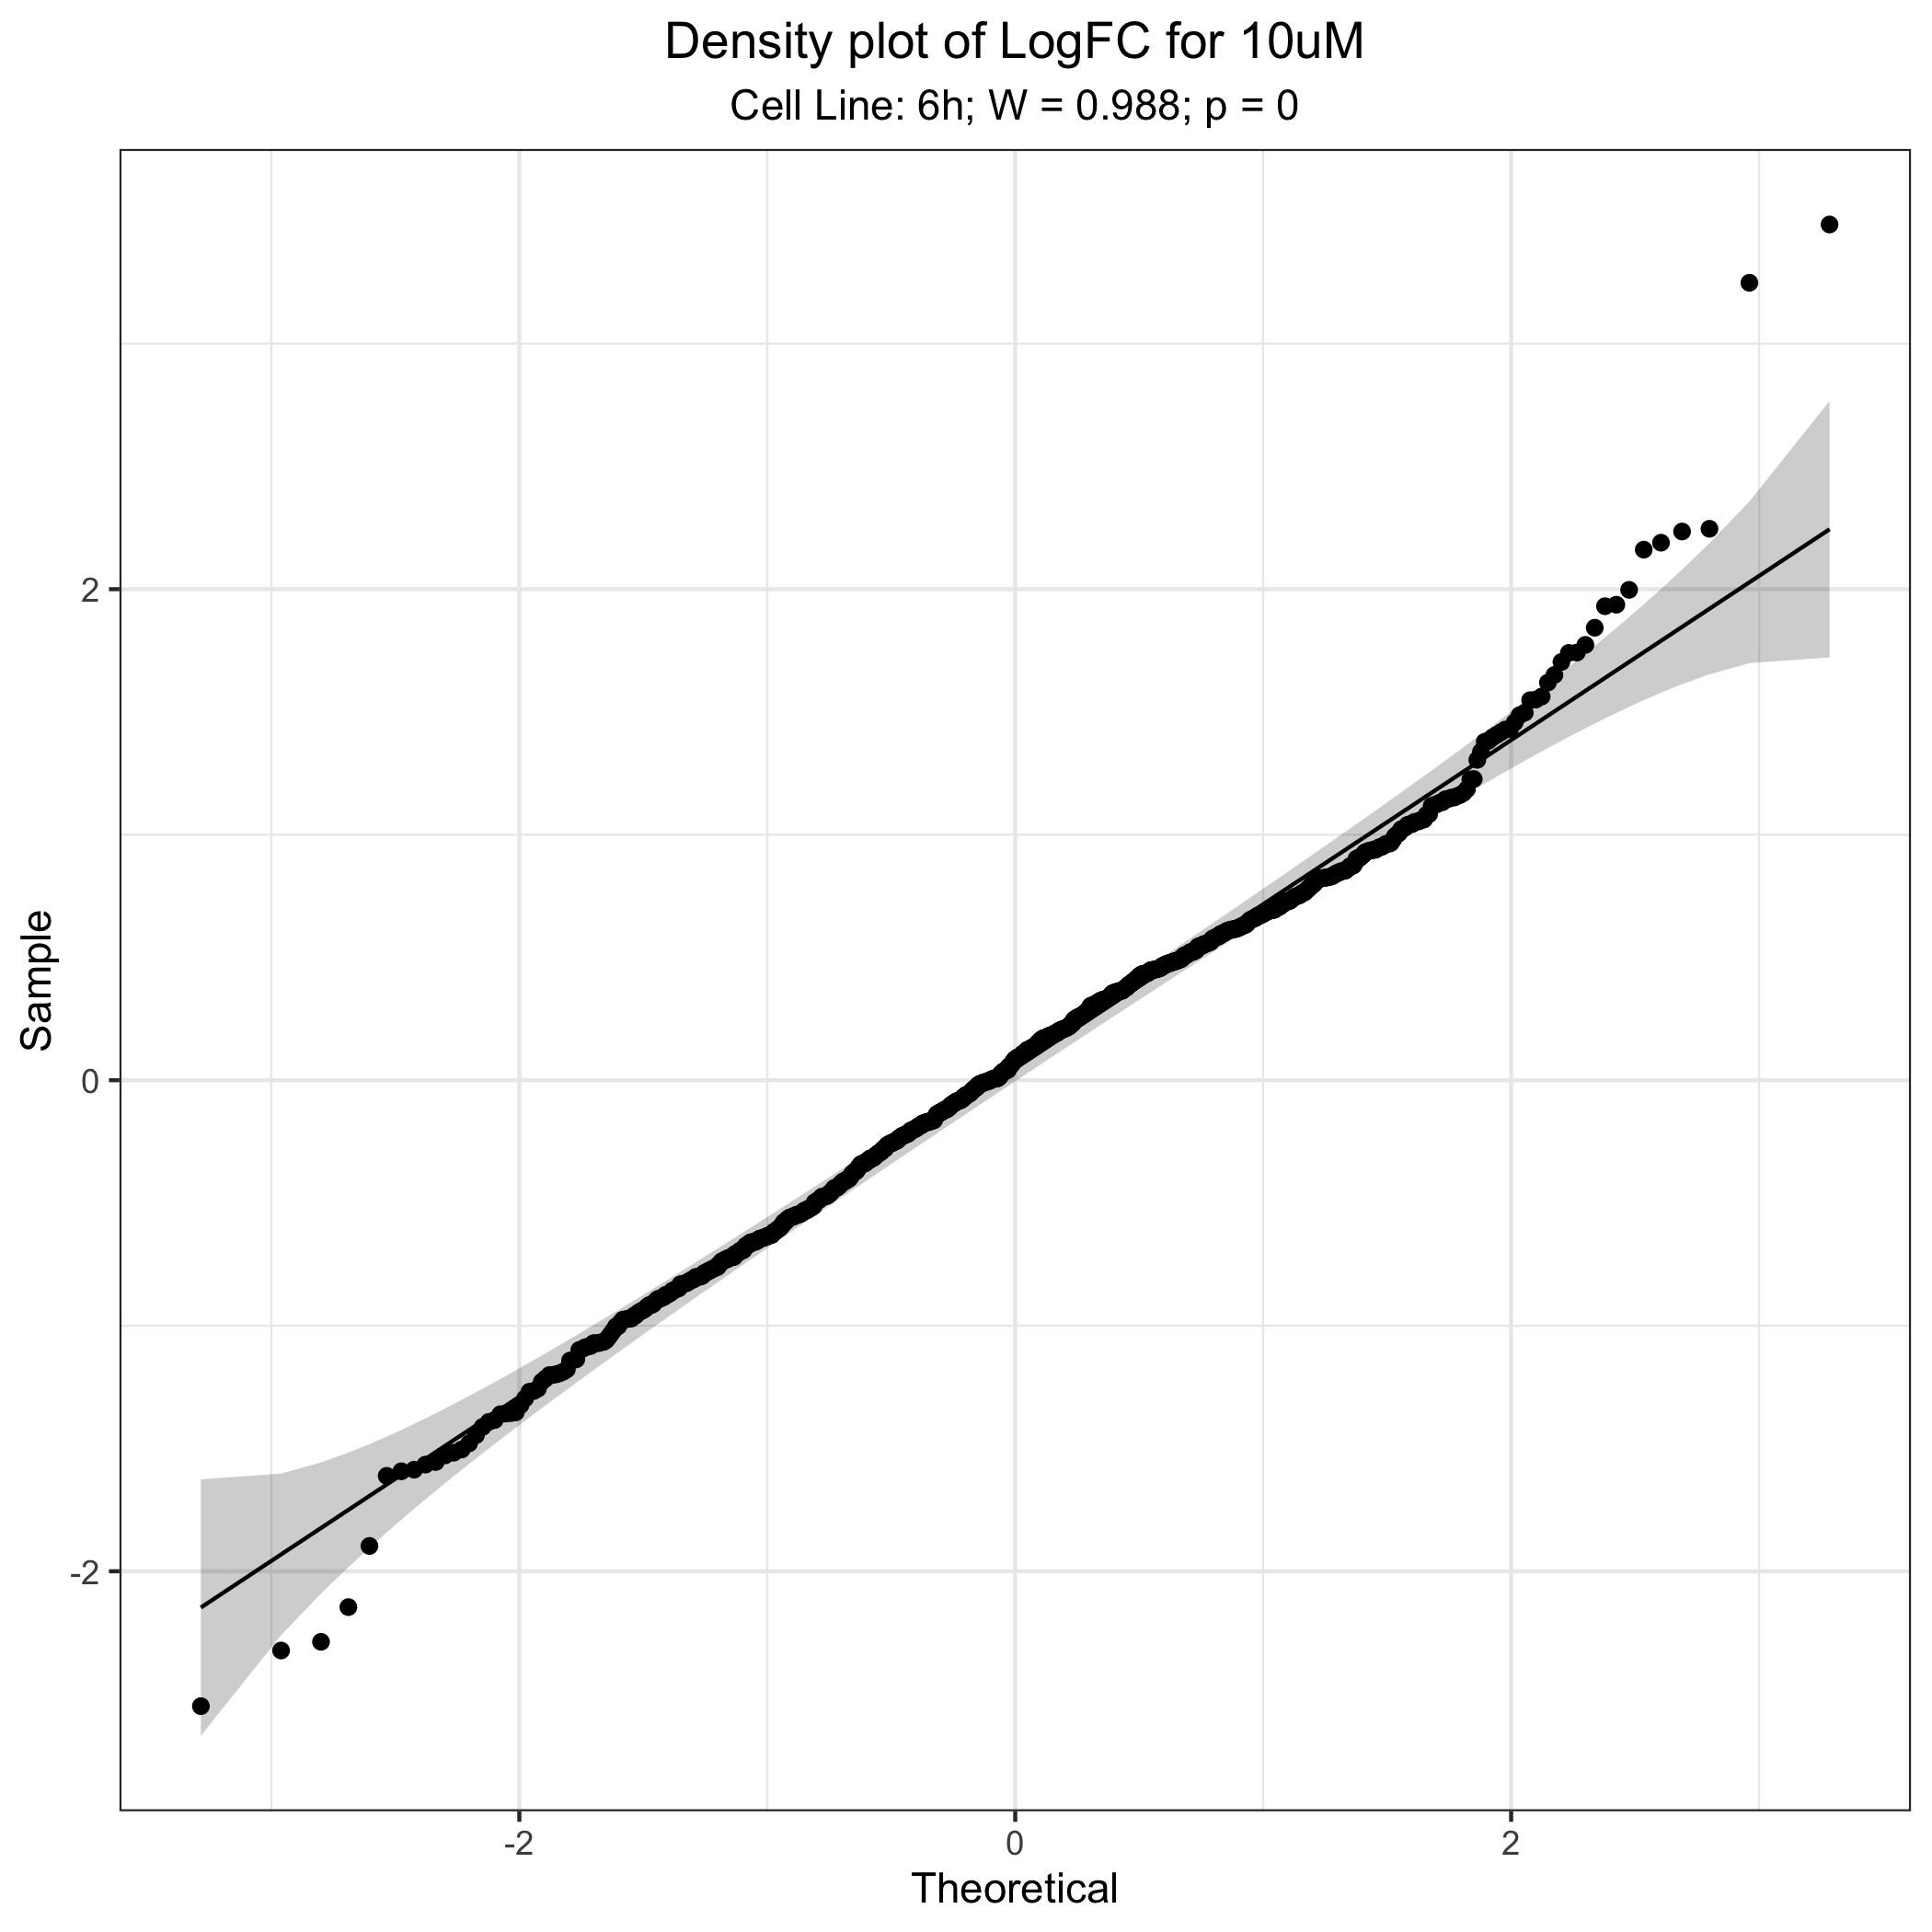 Density plot of LogFC for 10uM
Cell Line: 6h; W = 0.988; p = 0
Sample
2
0
-2
-2
0
2
Theoretical